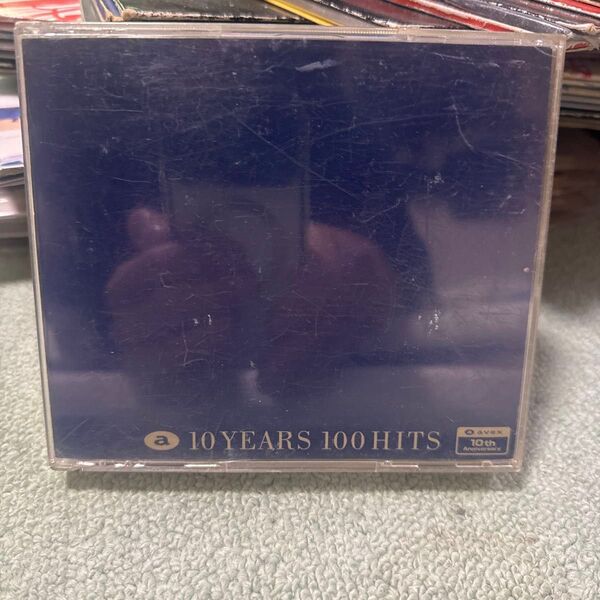 a 10 YEARS 100 HITS
a avex
10th
Anniversary